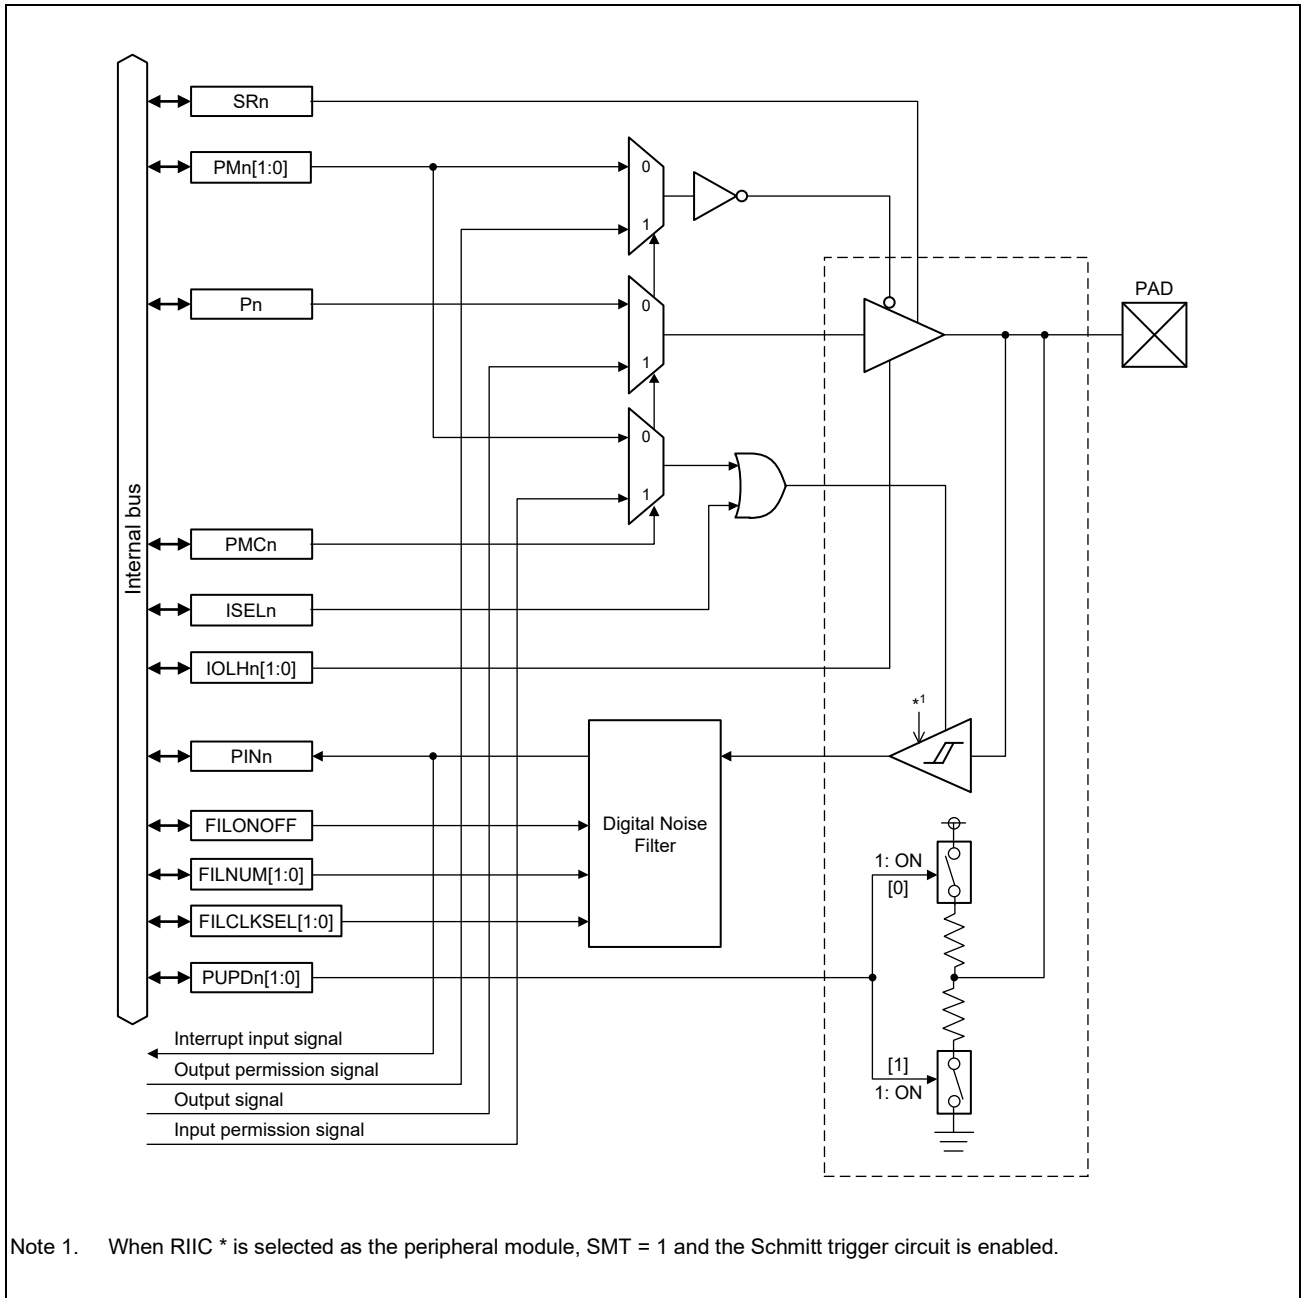 SRn
PMn[1:0]
0
1
PAD
Pn
0
1
0
1
Internal bus
PMCn
ISELn
IOLHn[1:0]
*1
PINn
FILONOFF
Digital Noise
Filter
FILNUM[1:0]
1: ON
[0]
FILCLKSEL[1:0]
PUPDn[1:0]
Interrupt input signal
Output permission signal
[1]
1: ON
Output signal
Input permission signal
Note 1. When RIIC * is selected as the peripheral module, SMT = 1 and the Schmitt trigger circuit is enabled.